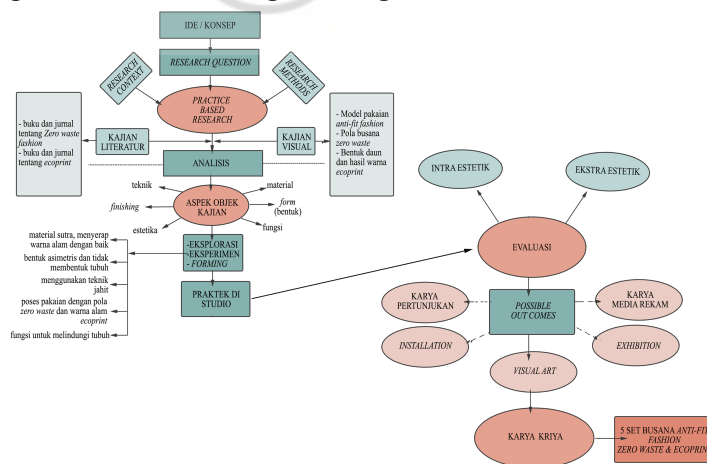 IDE / KONSEP
RESEARCH QUESTION
RESEARCH
CONTEXT
RESEARCH
METHODS
PRACTICE
BASED
RESEARCH
- buku dan jurnal
tentang Zero waste
fashion
- buku dan jurnal
tentang ecoprint
KAJIAN
LITERATUR
KAJIAN
VISUAL
- Model pakaian
anti-fit fashion
- Pola busana
zero waste
- Bentuk daun
dan hasil warna
ecoprint
ANALISIS
teknik
material
finishing
ASPEK OBJEK
KAJIAN
form
(bentuk)
estetika
fungsi
material sutra, menyerap
warna alam dengan baik
bentuk asimetris dan tidak
membentuk tubuh
menggunakan teknik
jahit
poses pakaian dengan pola
zero waste dan warna alam
ecoprint
fungsi untuk melindungi tubuh
-EKSPLORASI
-EKSPERIMEN
- FORMING
PRAKTEK DI
STUDIO
INTRA ESTETIK
EKSTRA ESTETIK
EVALUASI
KARYA
PERTUNJUKAN
POSSIBLE
OUT COMES
KARYA
MEDIA REKAM
INSTALLATION
EXHIBITION
VISUAL ART
KARYA KRIYA
5 SET BUSANA ANTI-FIT
FASHION
ZERO WASTE & ECOPRINT